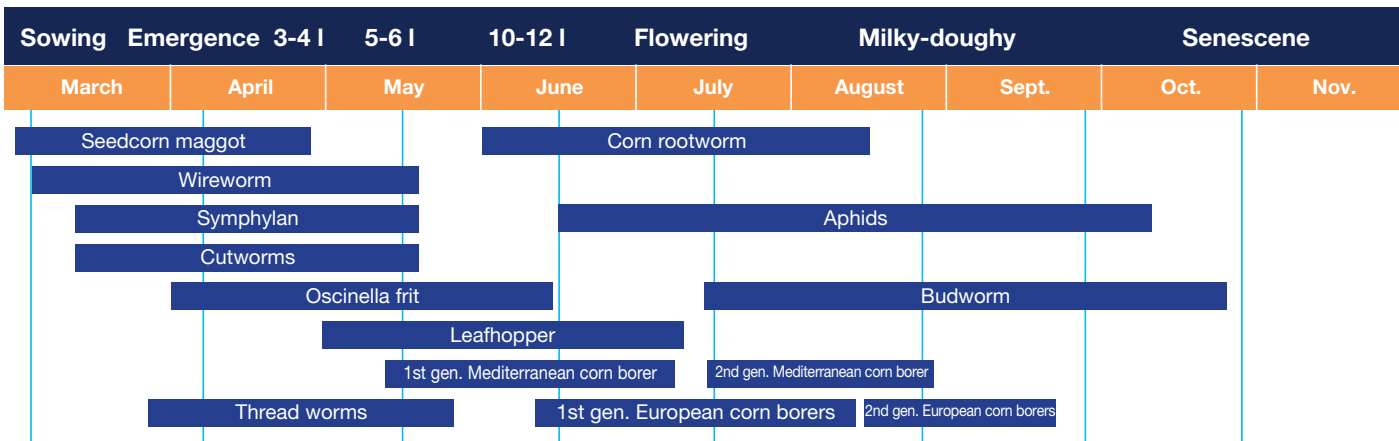 Sowing Emergence 3-4 l 5-6 l 10-12 l Flowering Milky-doughy Senescene
March April May June July August Sept. Oct. Nov.
Seedcorn maggot Corn rootworm
Wireworm
Symphylan Aphids
Cutworms
Oscinella frit Budworm
Leafhopper
1st gen. Mediterranean corn borer 2nd gen. Mediterranean corn borer
Thread worms 1st gen. European corn borers 2nd gen. European corn borers